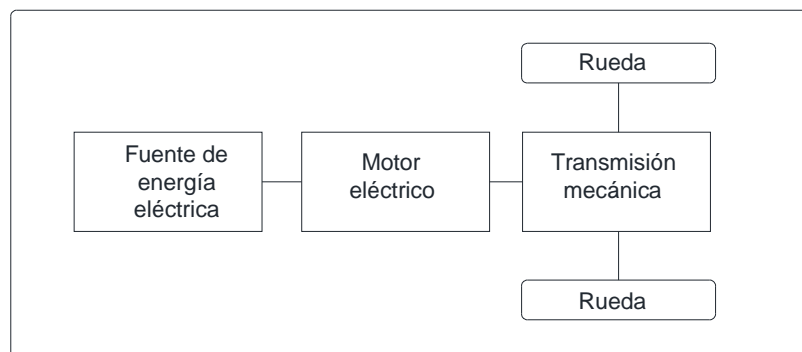 Rueda
Fuente de
energía
eléctrica
Motor
eléctrico
Transmisión
mecánica
Rueda